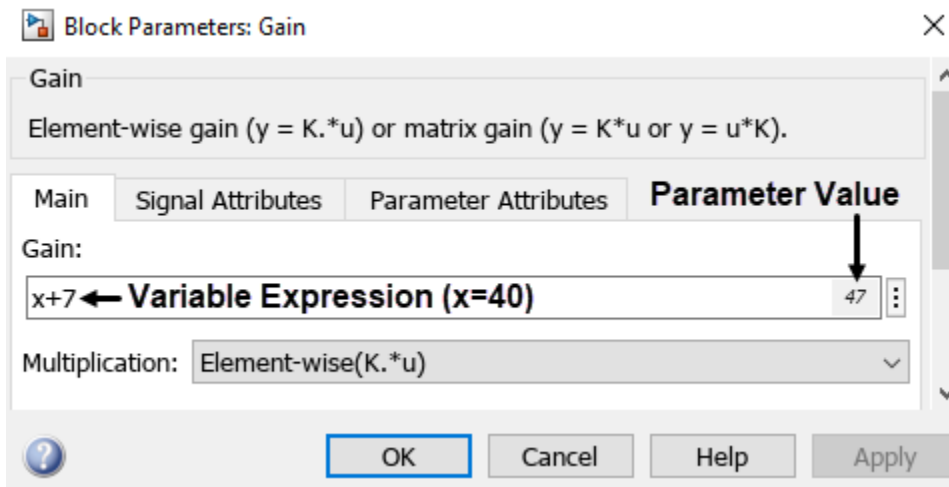 Block Parameters: Gain
Gain
Element-wise gain (y = K.*u) or matrix gain (y = K*u or y = u*K).
Main Signal Attributes Parameter Attributes Parameter Value
Gain:
x+7 Variable Expression (x=40) 47
Multiplication: Element-wise(K.*u)
? OK Cancel Help Apply